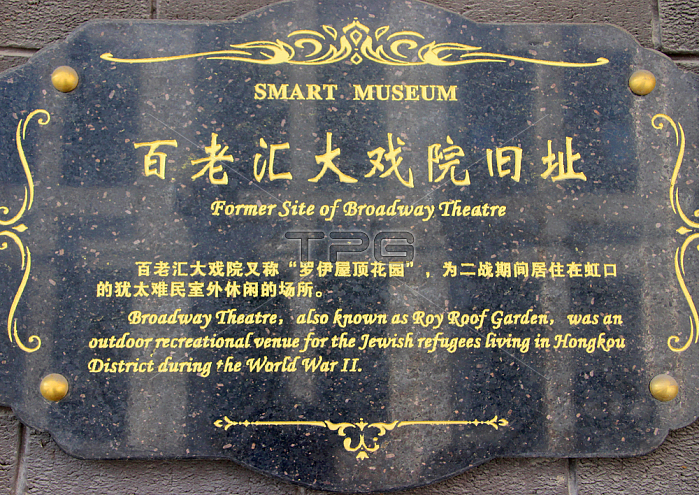 SMART MUSEUM
百老汇大戏院旧址
Former Site of Broadway Theatre
TPG
百老汇大戏院又称“罗伊屋顶花园”，为二战期间居住在虹口
的犹太难民室外休闲的场所。
Broadway Theatre, also known as Roy Roof Garden, was an
outdoor recreational venue for the Jewish refugees living in Hongkou
District during the World War II.